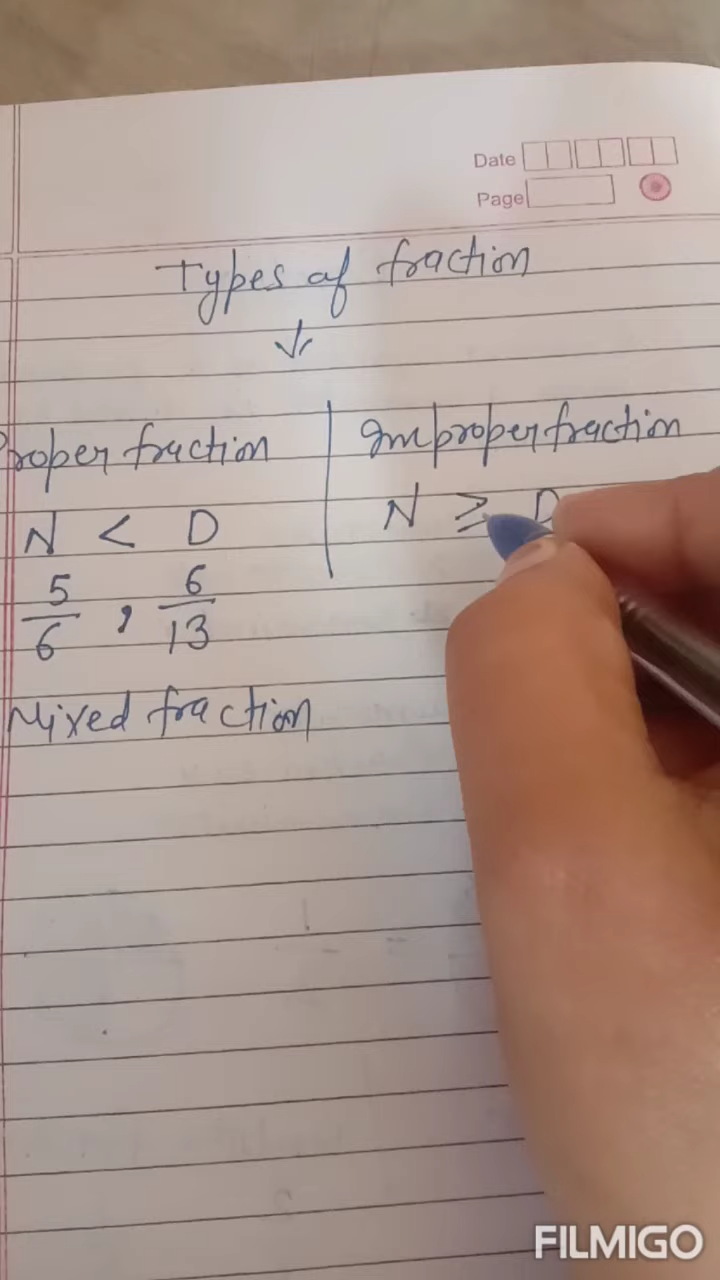 Date
Page
Types of fraction
Proper fraction
Improper fraction
N < D
N ≥ D
5/6 , 6/13
Mixed fraction
FILMIGO